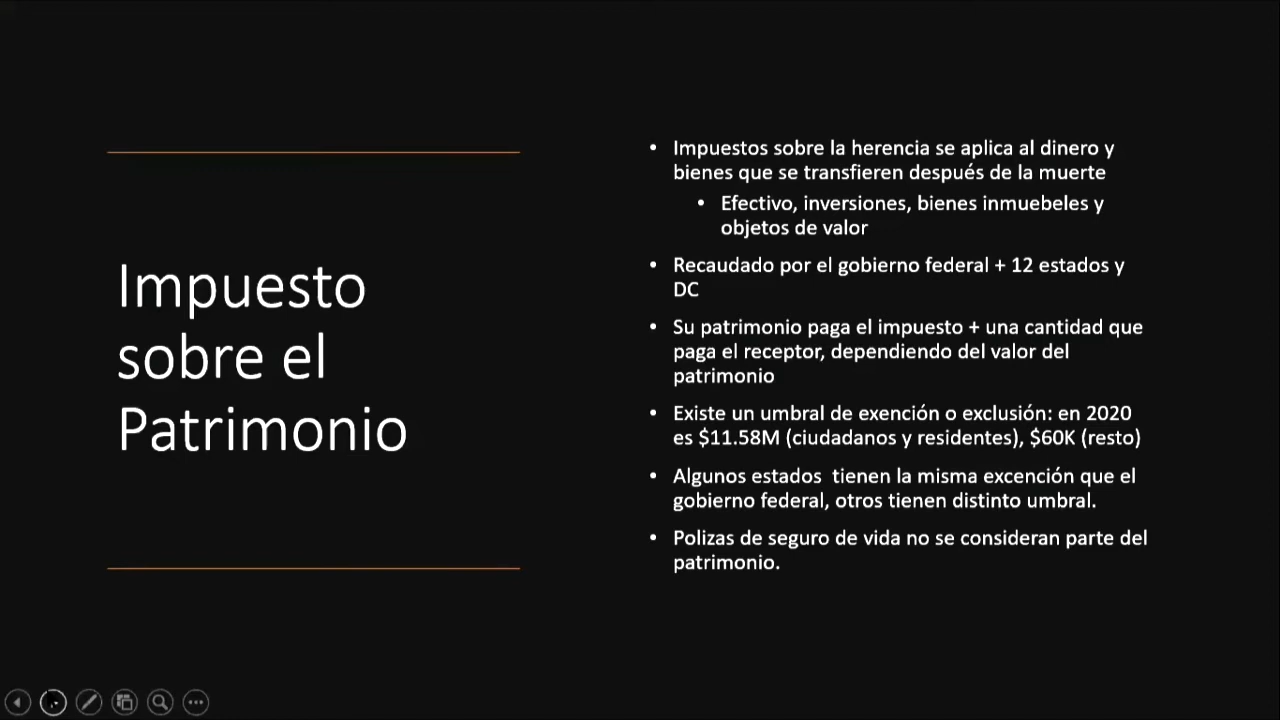 Impuesto
sobre el
Patrimonio
• Impuestos sobre la herencia se aplica al dinero y
bienes que se transfieren después de la muerte
• Efectivo, inversiones, bienes inmuebeles y
objetos de valor
• Recaudado por el gobierno federal + 12 estados y
DC
• Su patrimonio paga el impuesto + una cantidad que
paga el receptor, dependiendo del valor del
patrimonio
• Existe un umbral de exención o exclusión: en 2020
es $11.58M (ciudadanos y residentes), $60K (resto)
• Algunos estados  tienen la misma excención que el
gobierno federal, otros tienen distinto umbral.
• Polizas de seguro de vida no se consideran parte del
patrimonio.